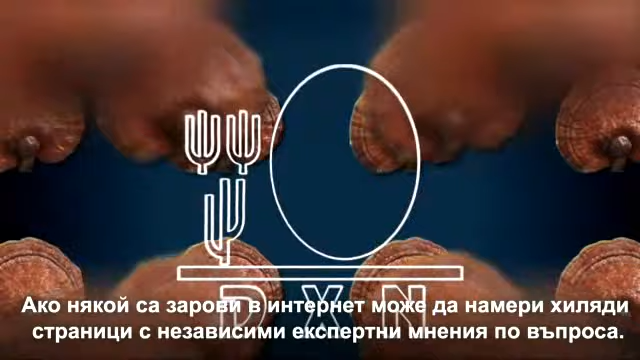 DXN
Ако някой са зарови в интернет може да намери хиляди
страници с независими експертни мнения по въпроса.